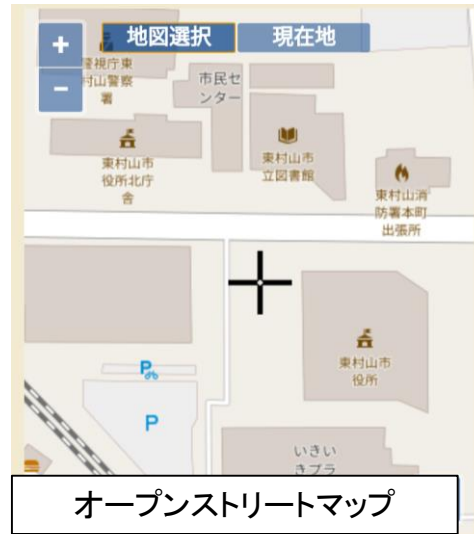 +
地図選択
現在地
−
警視庁東
村山警察
署
市民セ
ンター
東村山市
役所北庁
舎
東村山市
立図書館
東村山消
防署本町
出張所
東村山市
役所
P
P
いきい
きプラ
オープンストリートマップ